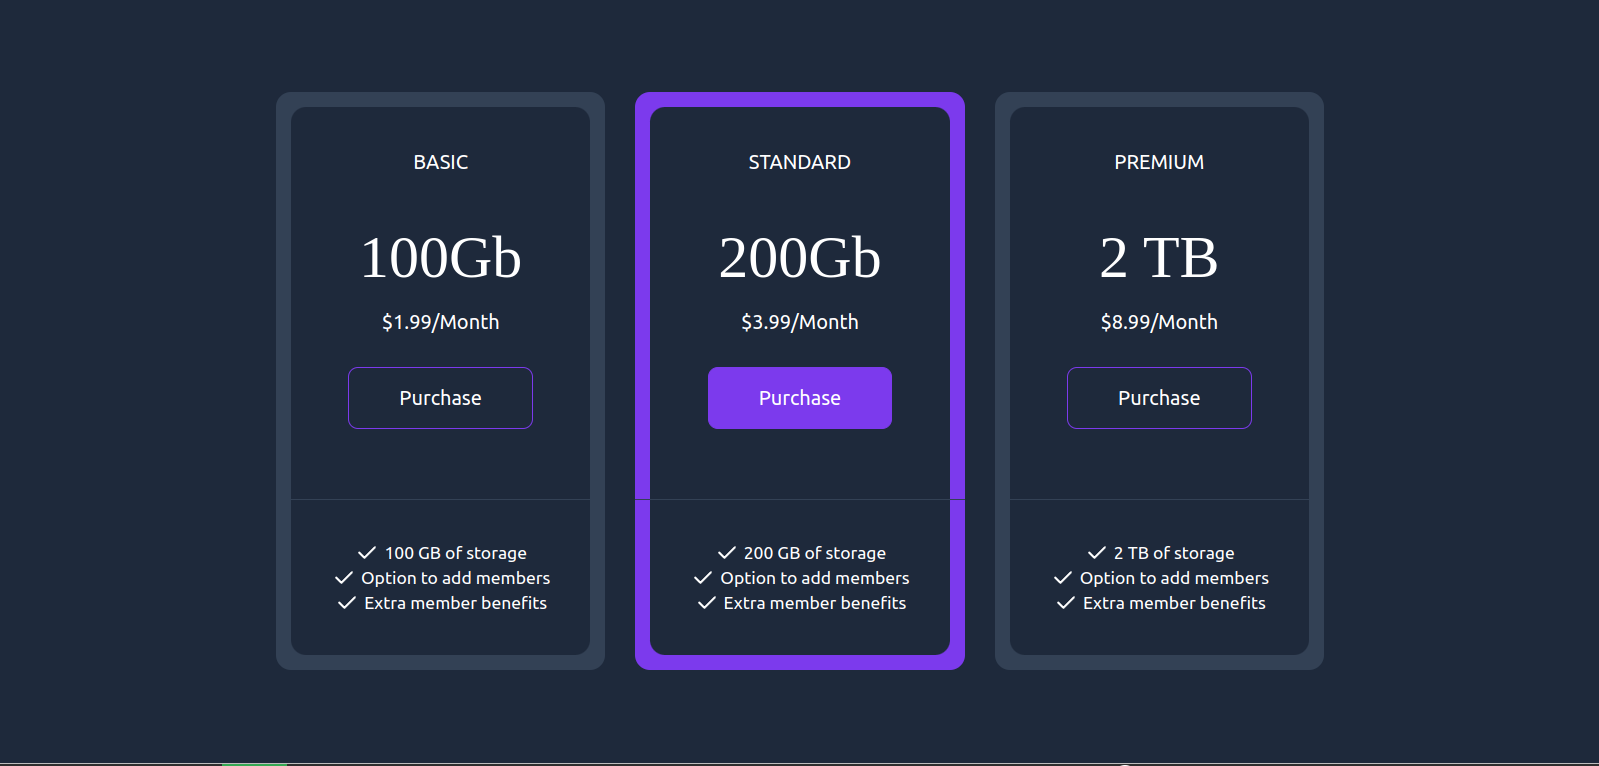 BASIC
100Gb
$1.99/Month
Purchase
100 GB of storage
Option to add members
Extra member benefits
STANDARD
200Gb
$3.99/Month
Purchase
200 GB of storage
Option to add members
Extra member benefits
PREMIUM
2 TB
$8.99/Month
Purchase
2 TB of storage
Option to add members
Extra member benefits